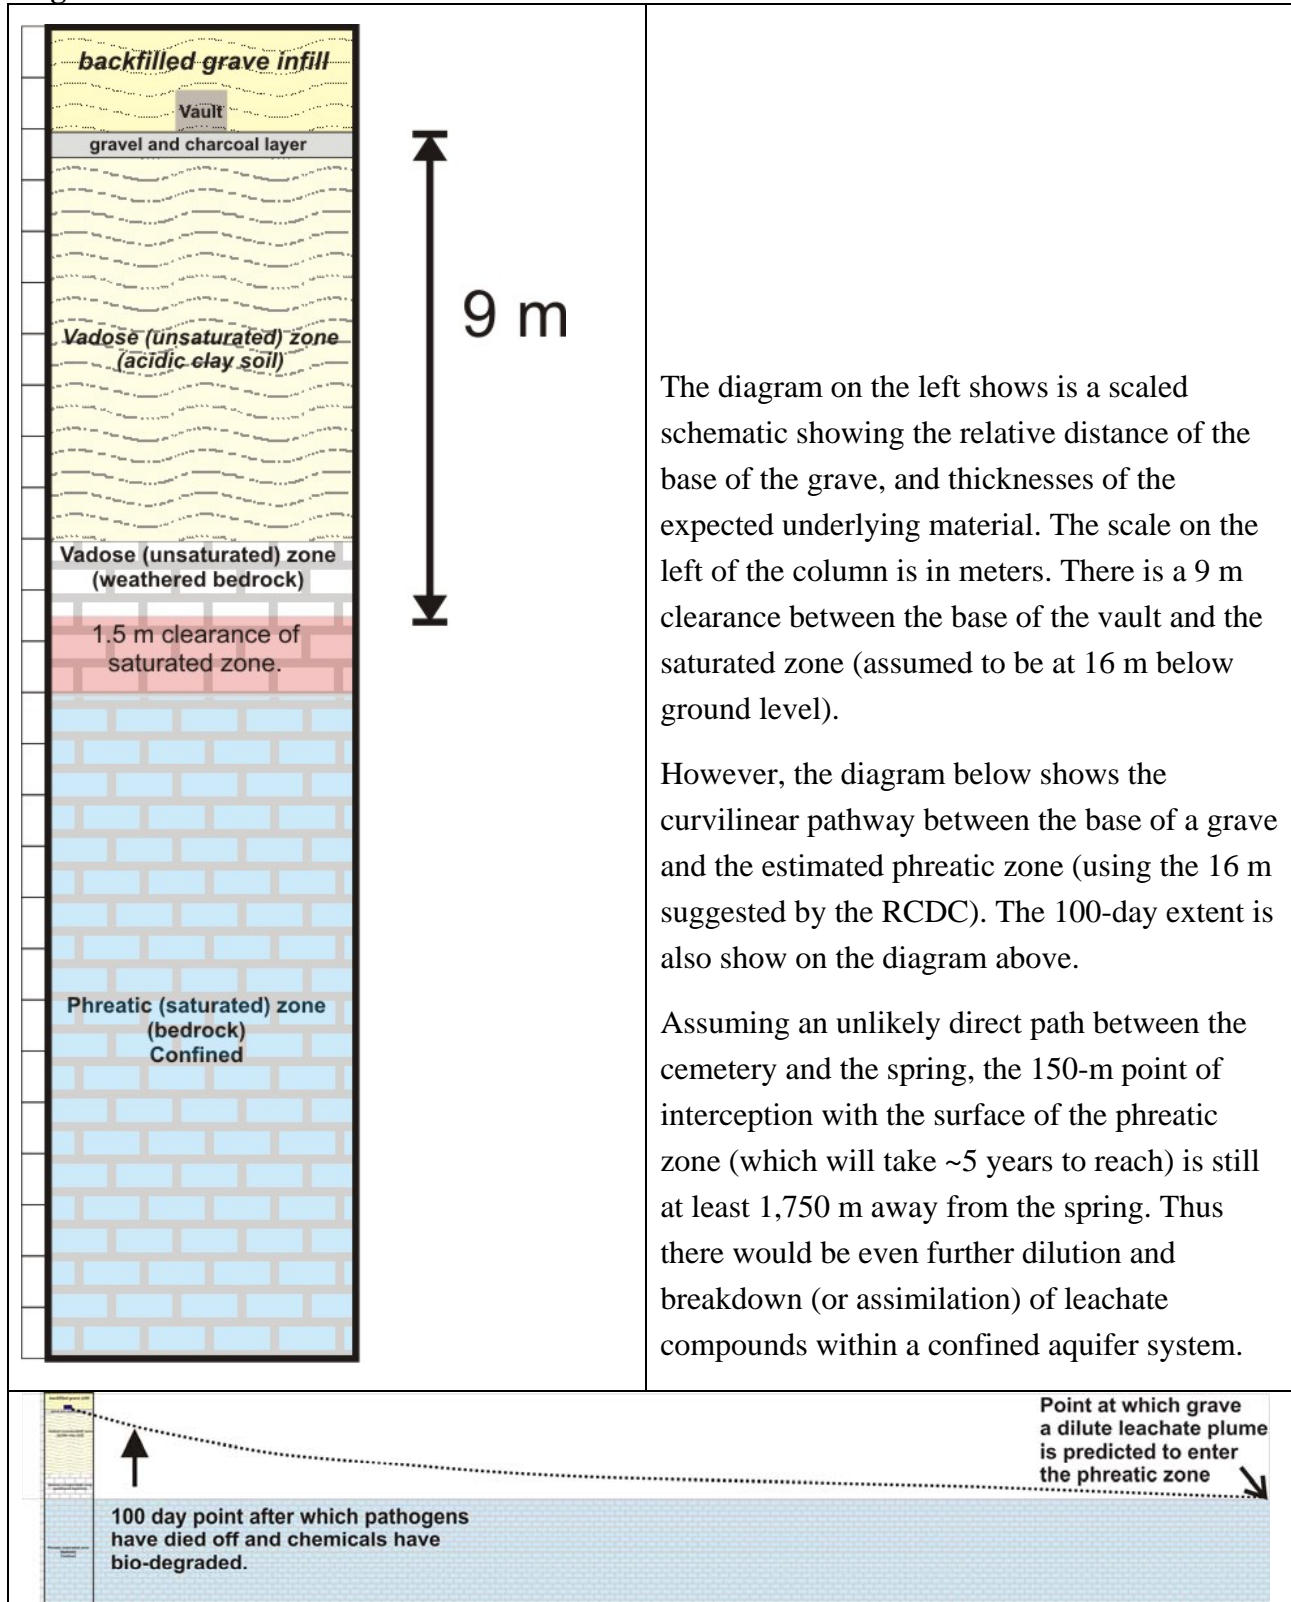 backfilled grave infill
Vault
gravel and charcoal layer
9 m
Vadose (unsaturated) zone
(acidic clay soil)
Vadose (unsaturated) zone
(weathered bedrock)
1.5 m clearance of
saturated zone.
Phreatic (saturated) zone
(bedrock)
Confined
The diagram on the left shows is a scaled
schematic showing the relative distance of the
base of the grave, and thicknesses of the
expected underlying material. The scale on the
left of the column is in meters. There is a 9 m
clearance between the base of the vault and the
saturated zone (assumed to be at 16 m below
ground level).
However, the diagram below shows the
curvilinear pathway between the base of a grave
and the estimated phreatic zone (using the 16 m
suggested by the RCDC). The 100-day extent is
also show on the diagram above.
Assuming an unlikely direct path between the
cemetery and the spring, the 150-m point of
interception with the surface of the phreatic
zone (which will take ~5 years to reach) is still
at least 1,750 m away from the spring. Thus
there would be even further dilution and
breakdown (or assimilation) of leachate
compounds within a confined aquifer system.
backfilled grave infill
100 day point after which pathogens
have died off and chemicals have
bio-degraded.
Point at which grave
a dilute leachate plume
is predicted to enter
the phreatic zone